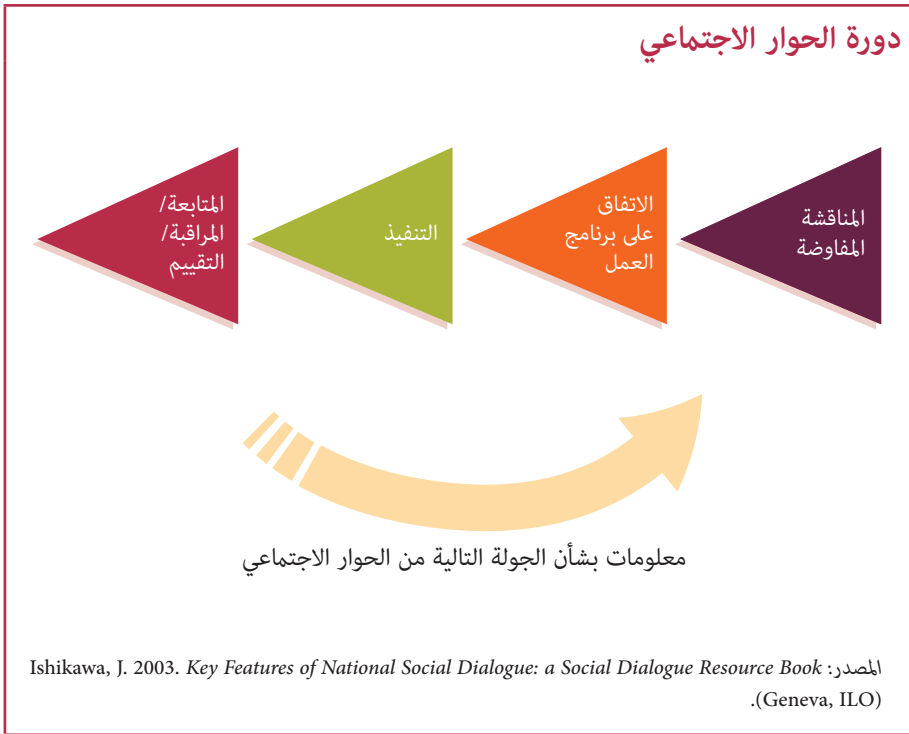 دورة الحوار الاجتماعي
المناقشة
المفاوضة
الاتفاق
على برنامج
العمل
التنفيذ
المتابعة/
المراقبة/
التقييم
معلومات بشأن الجولة التالية من الحوار الاجتماعي
المصدر: Ishikawa, J. 2003. Key Features of National Social Dialogue: a Social Dialogue Resource Book
(Geneva, ILO).